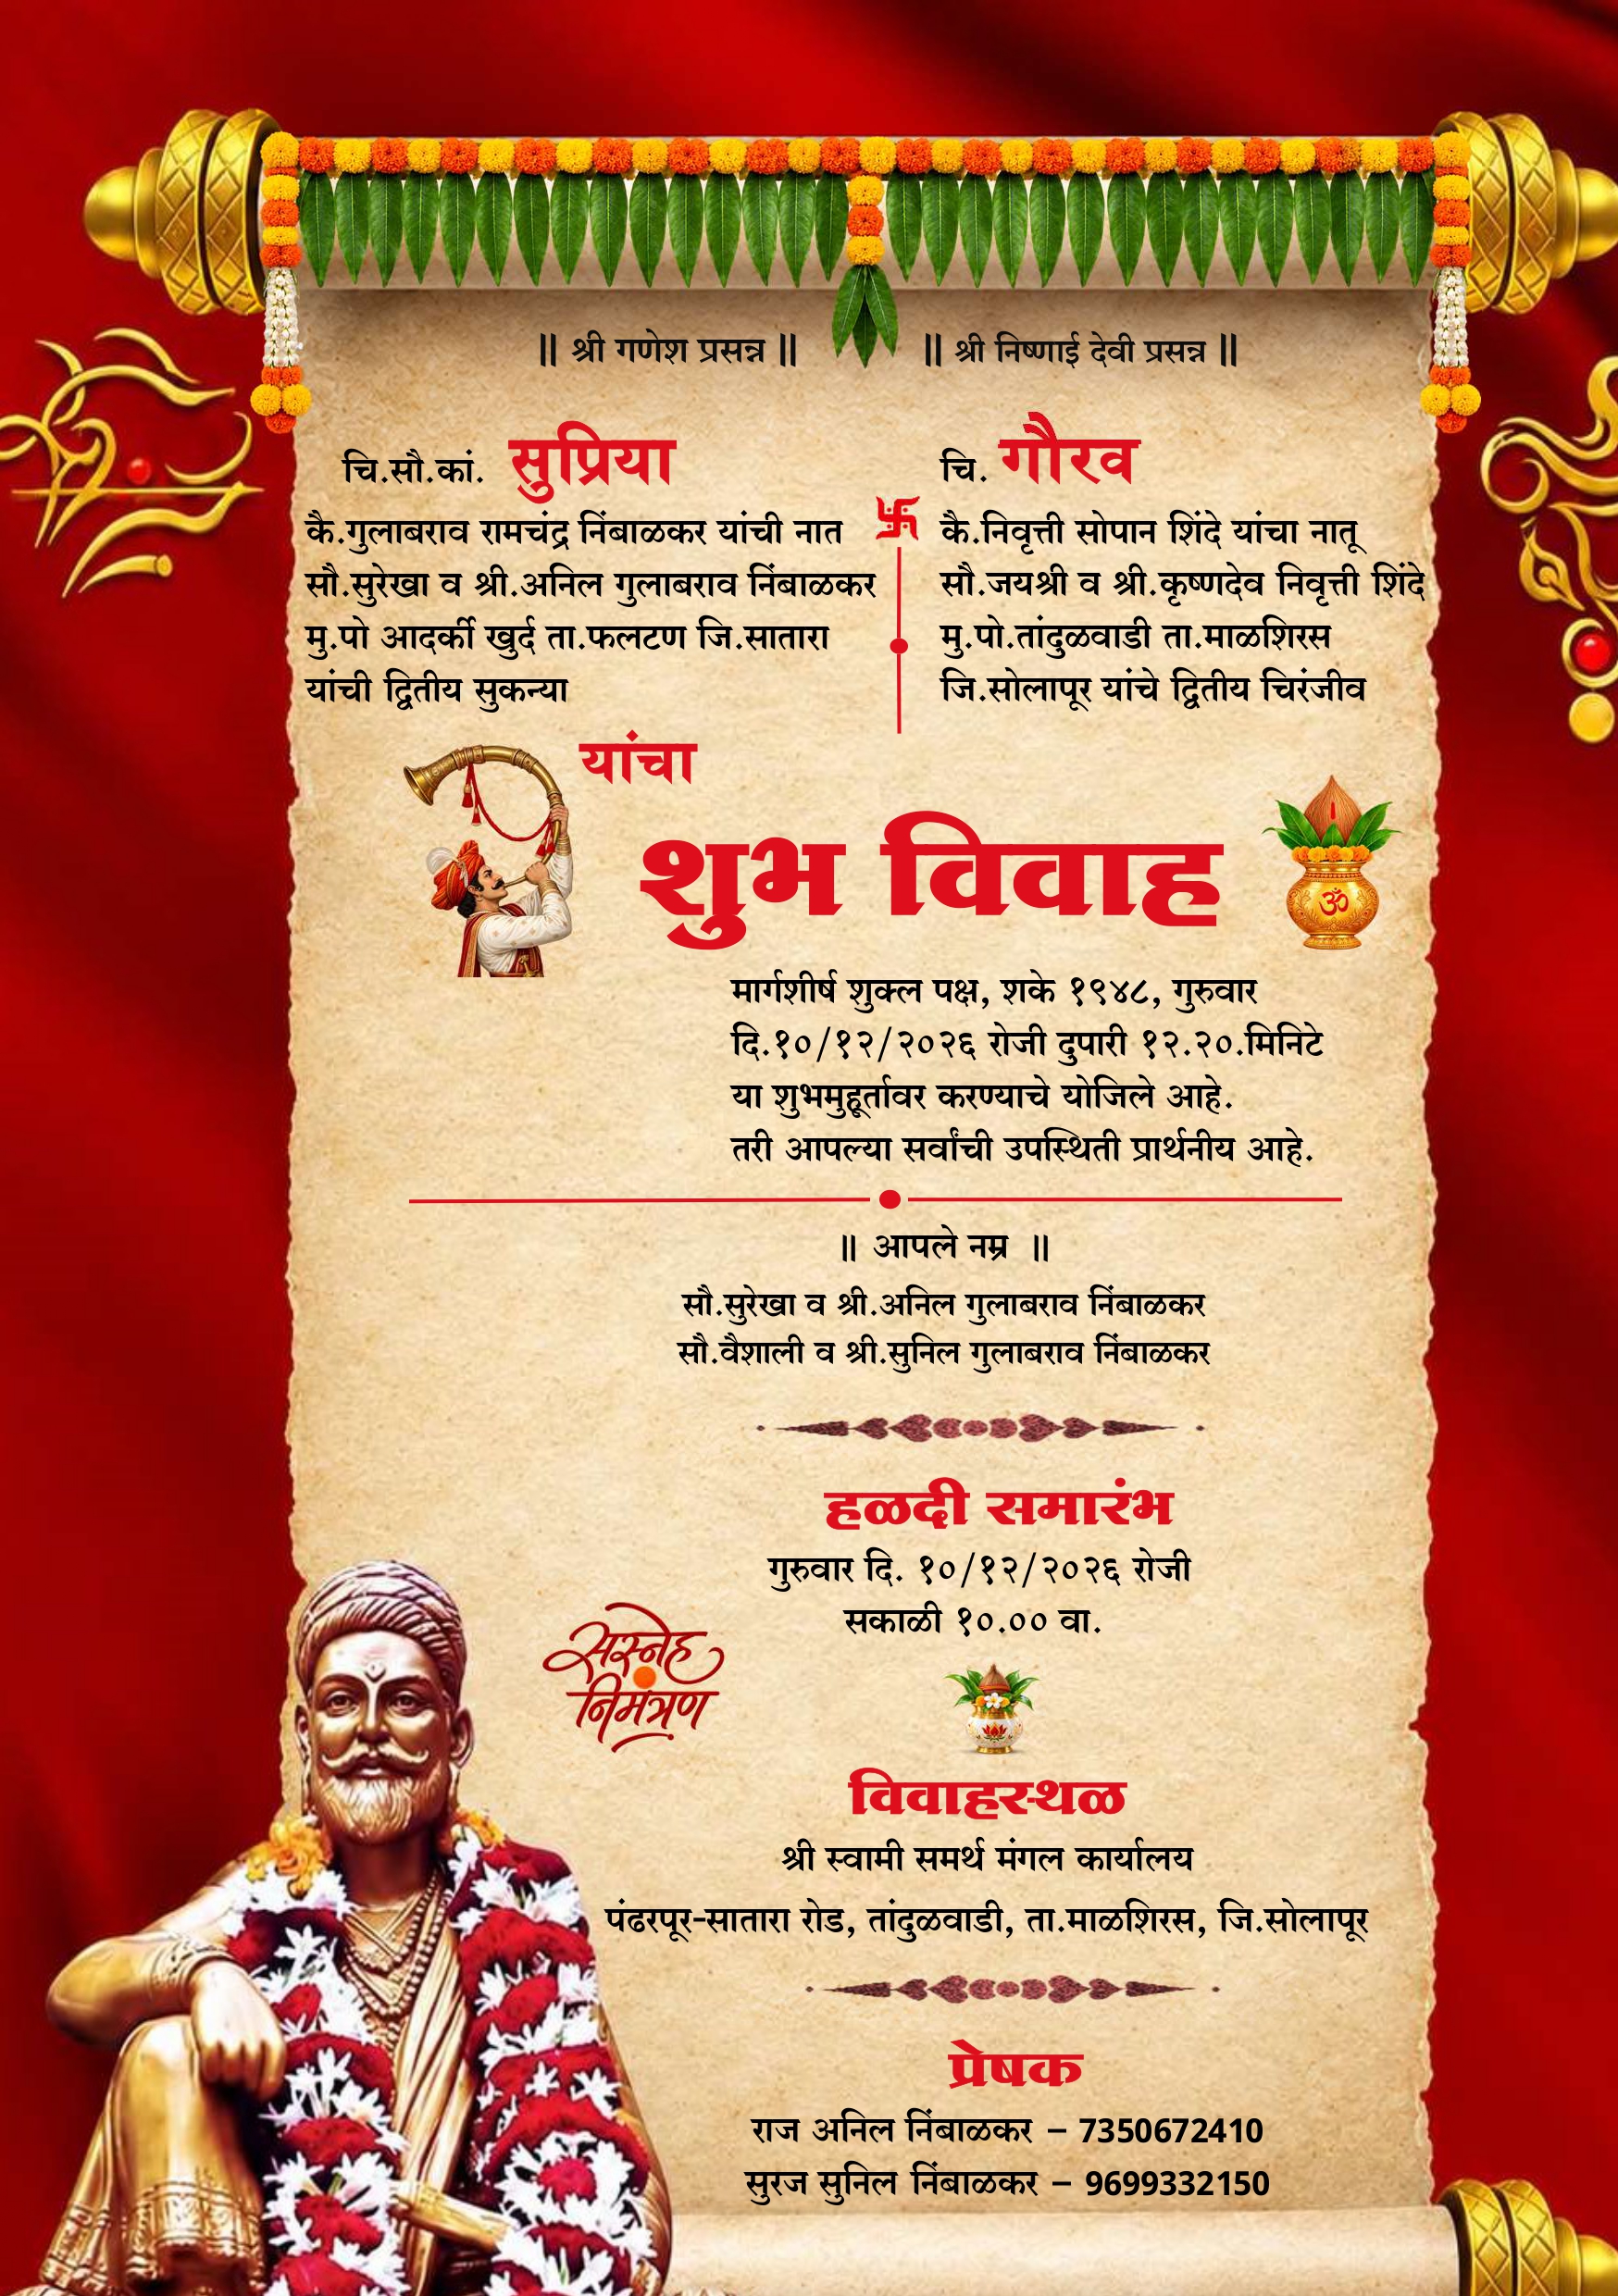 || श्री गणेश प्रसन्न ||
|| श्री निष्णाई देवी प्रसन्न ||
चि.सौ.कां. सुप्रिया
कै.गुलाबराव रामचंद्र निंबाळकर यांची नात
सौ.सुरेखा व श्री.अनिल गुलाबराव निंबाळकर
मु.पो आदर्की खुर्द ता.फलटण जि.सातारा
यांची द्वितीय सुकन्या
चि. गौरव
कै.निवृत्ती सोपान शिंदे यांचा नातू
सौ.जयश्री व श्री.कृष्णदेव निवृत्ती शिंदे
मु.पो.तांदुळवाडी ता.माळशिरस
जि.सोलापूर यांचे द्वितीय चिरंजीव
यांचा
शुभ विवाह
ॐ
मार्गशीर्ष शुक्ल पक्ष, शके १९४८, गुरुवार
दि.१०/१२/२०२६ रोजी दुपारी १२.२०.मिनिटे
या शुभमुहूर्तावर करण्याचे योजिले आहे.
तरी आपल्या सर्वांची उपस्थिती प्रार्थनीय आहे.
॥ आपले नम्र ॥
सौ.सुरेखा व श्री.अनिल गुलाबराव निंबाळकर
सौ.वैशाली व श्री.सुनिल गुलाबराव निंबाळकर
हळदी समारंभ
गुरुवार दि. १०/१२/२०२६ रोजी
सकाळी १०.०० वा.
सस्नेह
निमंत्रण
विवाहस्थळ
श्री स्वामी समर्थ मंगल कार्यालय
पंढरपूर-सातारा रोड, तांदुळवाडी, ता.माळशिरस, जि.सोलापूर
प्रेषक
राज अनिल निंबाळकर – 7350672410
सुरज सुनिल निंबाळकर – 9699332150